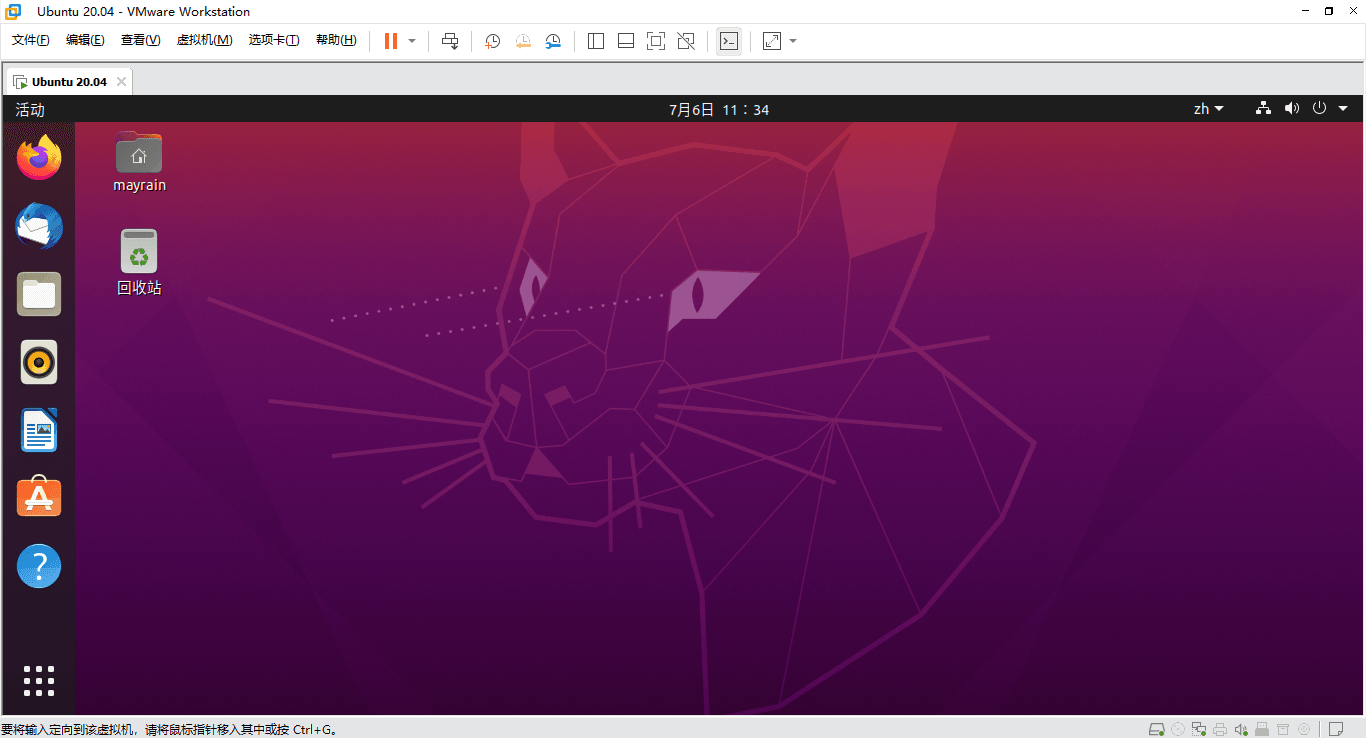 Ubuntu 20.04 - VMware Workstation
文件(F) 编辑(E) 查看(V) 虚拟机(M) 选项卡(T) 帮助(H)
Ubuntu 20.04
活动 7月6日 11：34 zh
mayrain
回收站
要将输入定向到该虚拟机，请将鼠标指针移入其中或按 Ctrl+G。